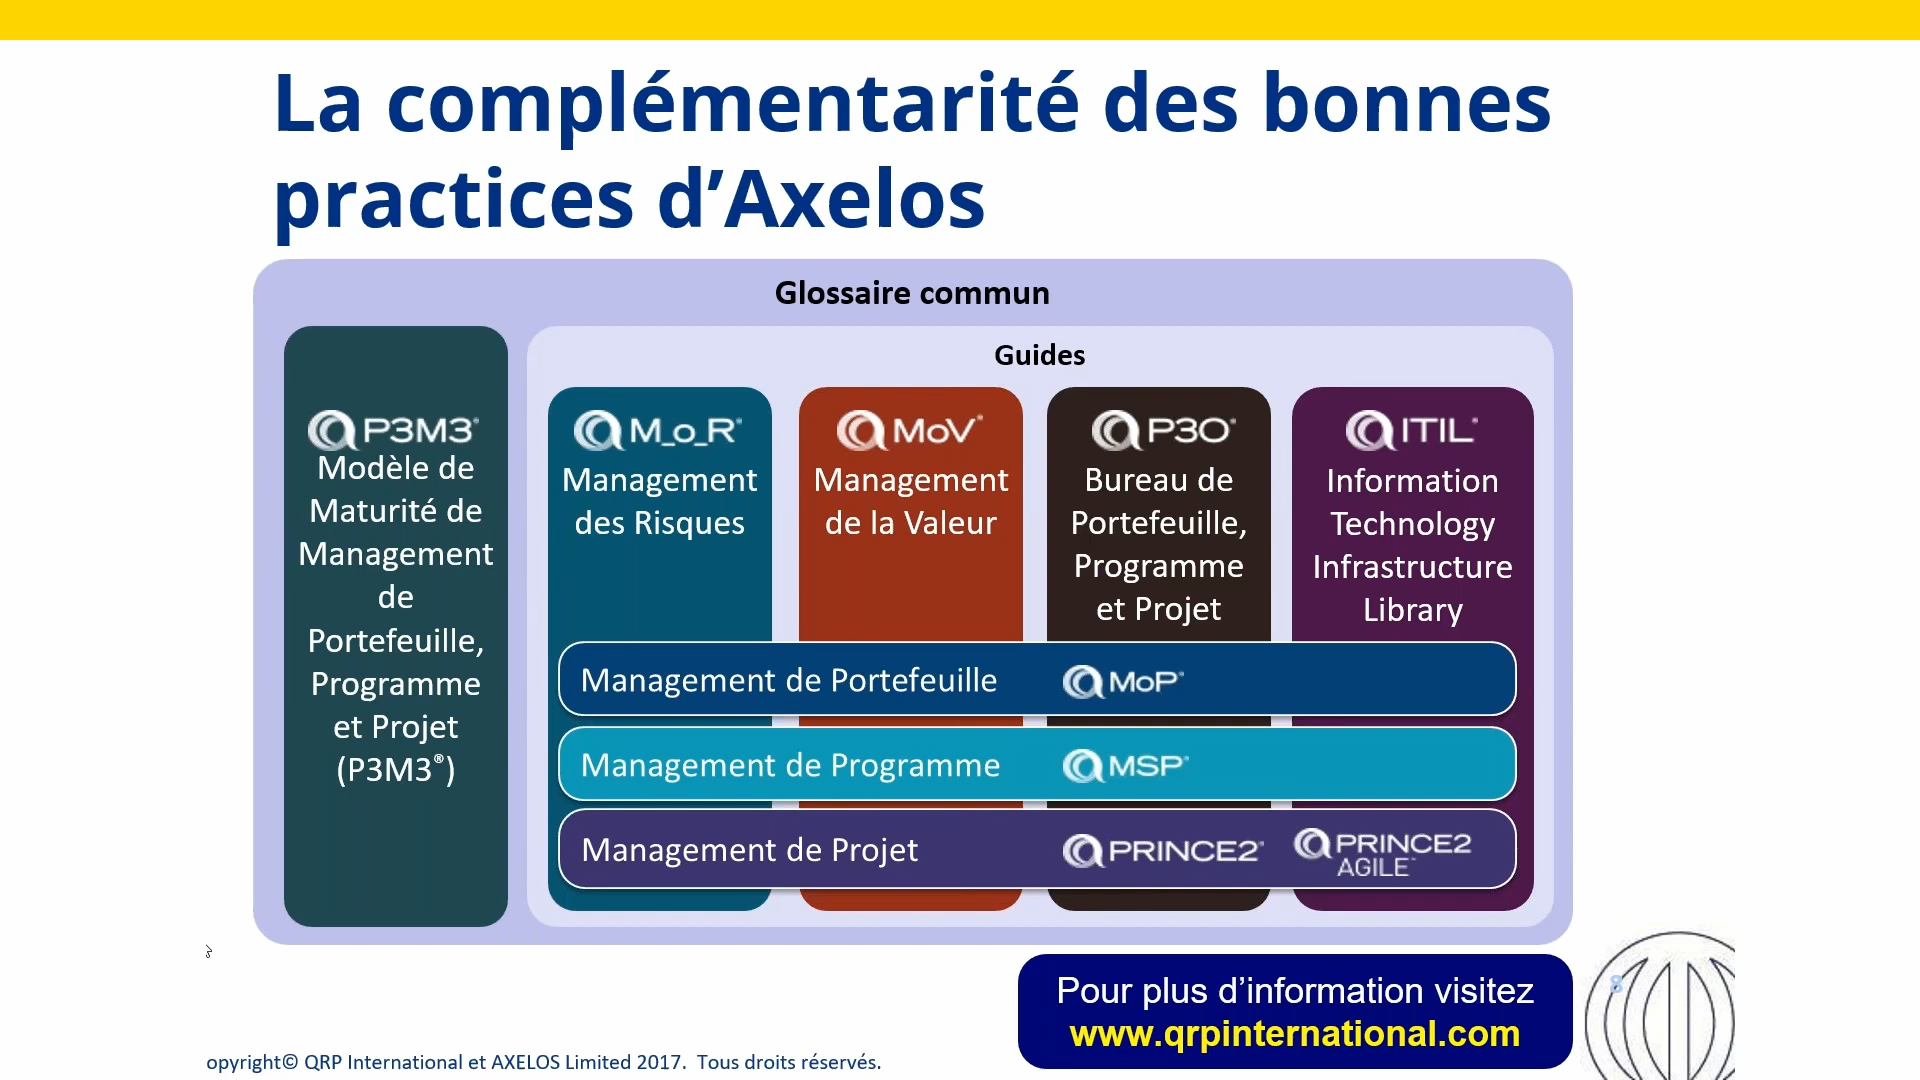 La complémentarité des bonnes
practices d’Axelos
Glossaire commun
P3M3®
Modèle de
Maturité de
Management
de
Portefeuille,
Programme
et Projet
(P3M3®)
Guides
M_o_R®
Management
des Risques
MoV®
Management
de la Valeur
P3O®
Bureau de
Portefeuille,
Programme
et Projet
ITIL®
Information
Technology
Infrastructure
Library
Management de Portefeuille MoP®
Management de Programme MSP®
Management de Projet PRINCE2® PRINCE2
AGILE™
Pour plus d’information visitez
www.qrpinternational.com
8
opyright© QRP International et AXELOS Limited 2017. Tous droits réservés.